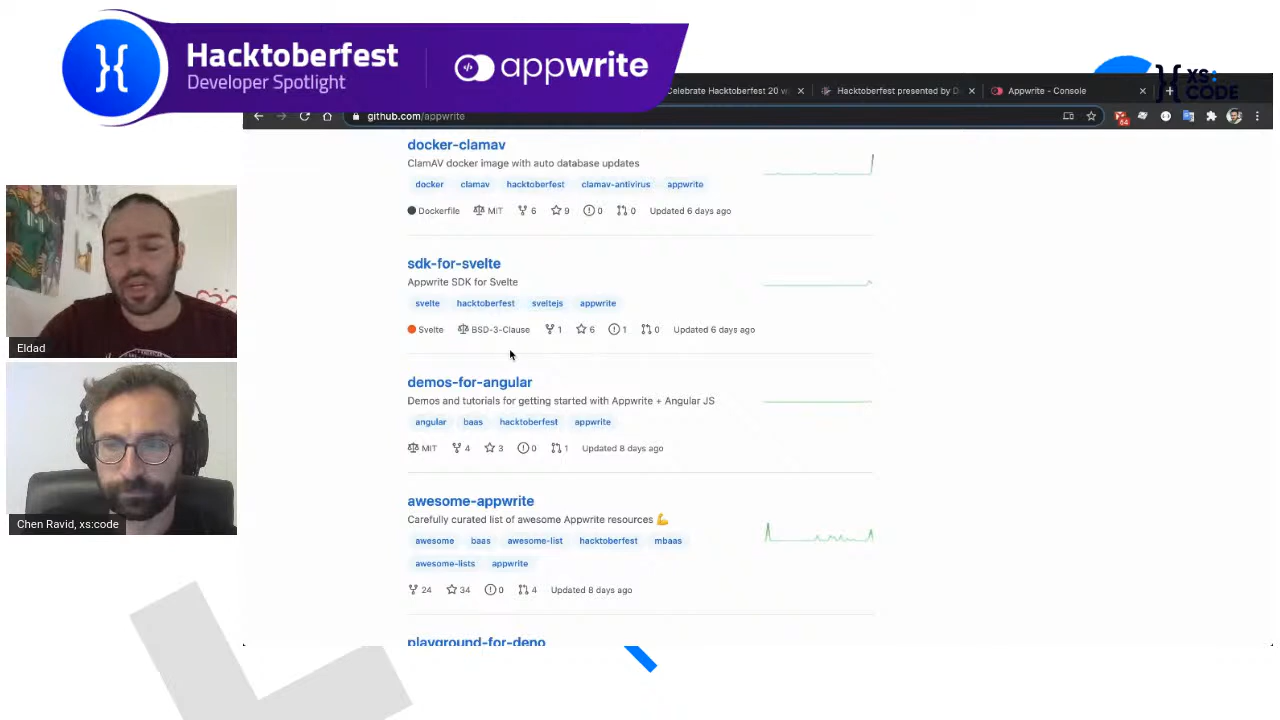 Hacktoberfest
Developer Spotlight
appwrite
Celebrate Hacktoberfest 20
Hacktoberfest presented by D
Appwrite - Console
XS:
CODE
github.com/appwrite
64
docker-clamav
ClamAV docker image with auto database updates
docker clamav hacktoberfest clamav-antivirus appwrite
Dockerfile MIT 6 9 0 0 Updated 6 days ago
sdk-for-svelte
Appwrite SDK for Svelte
svelte hacktoberfest sveltejs appwrite
Svelte BSD-3-Clause 1 6 1 0 Updated 6 days ago
demos-for-angular
Demos and tutorials for getting started with Appwrite + Angular JS
angular baas hacktoberfest appwrite
MIT 4 3 0 1 Updated 8 days ago
awesome-appwrite
Carefully curated list of awesome Appwrite resources 💪
awesome baas awesome-list hacktoberfest mbaas
awesome-lists appwrite
24 34 0 4 Updated 8 days ago
playground-for-deno
Eldad
Chen Ravid, xs:code